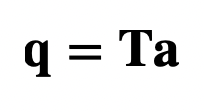 q = Ta